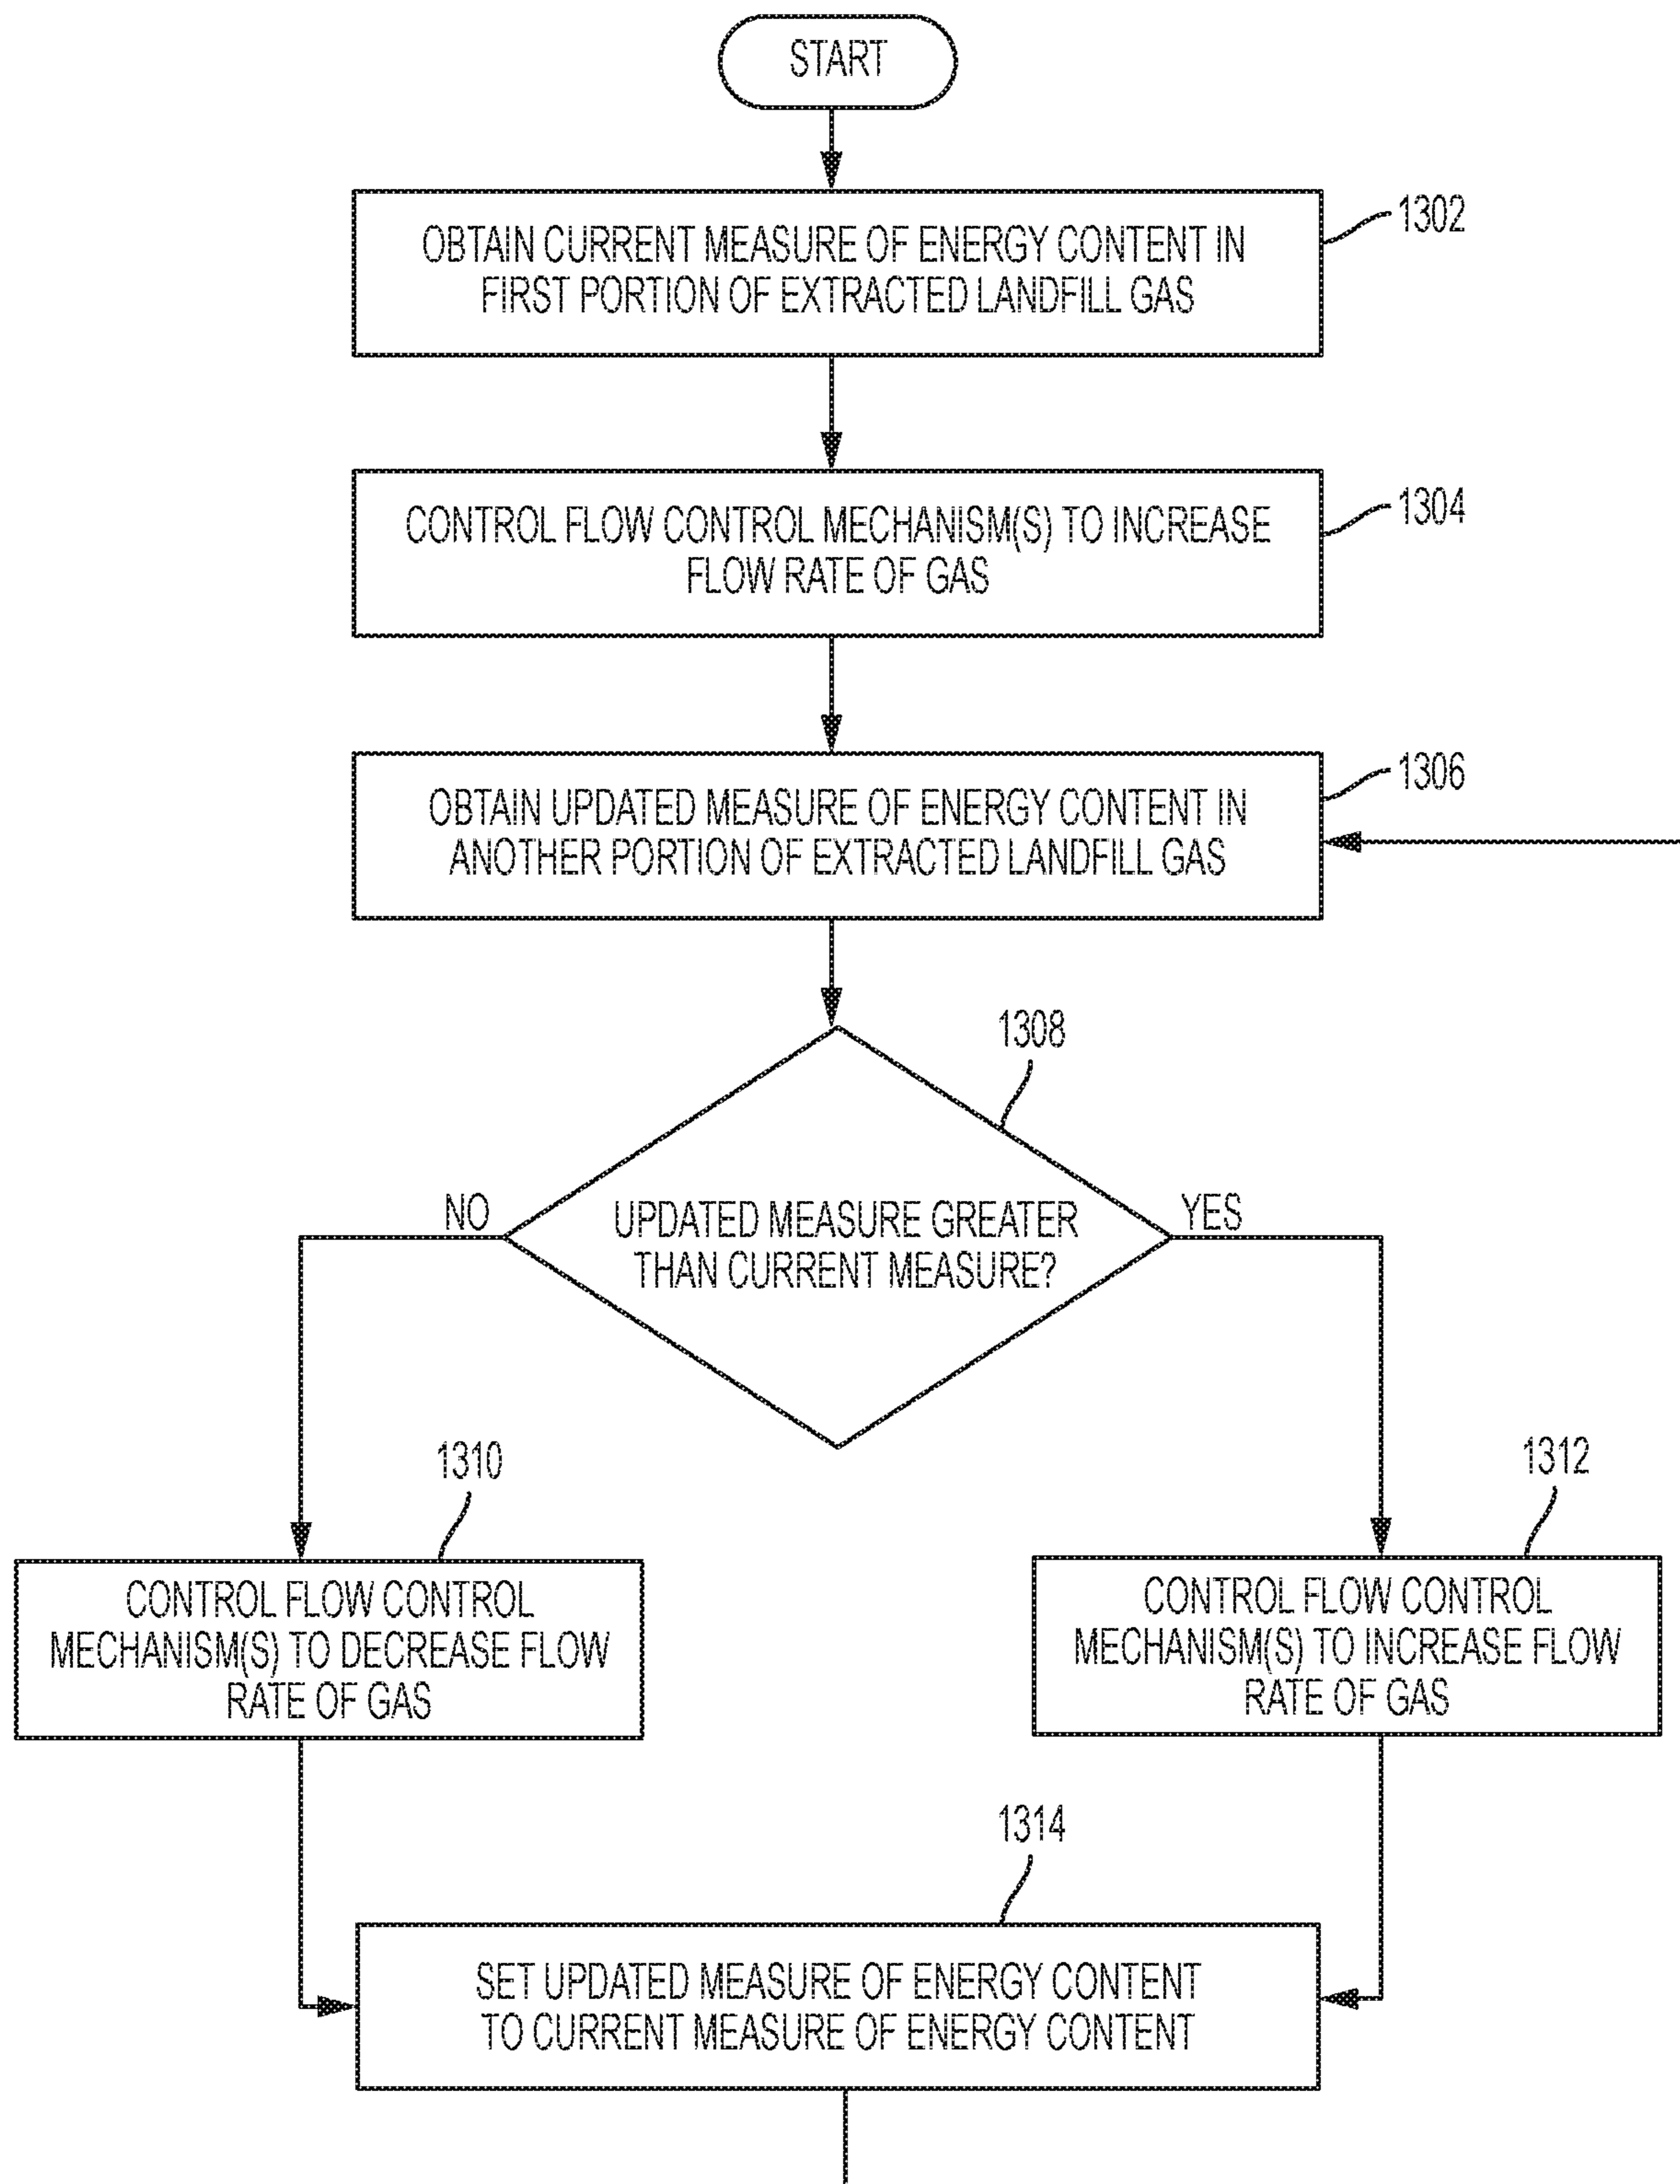 START
1302
OBTAIN CURRENT MEASURE OF ENERGY CONTENT IN
FIRST PORTION OF EXTRACTED LANDFILL GAS
1304
CONTROL FLOW CONTROL MECHANISM(S) TO INCREASE
FLOW RATE OF GAS
1306
OBTAIN UPDATED MEASURE OF ENERGY CONTENT IN
ANOTHER PORTION OF EXTRACTED LANDFILL GAS
1308
NO
YES
UPDATED MEASURE GREATER
THAN CURRENT MEASURE?
1310
CONTROL FLOW CONTROL
MECHANISM(S) TO DECREASE FLOW
RATE OF GAS
1312
CONTROL FLOW CONTROL
MECHANISM(S) TO INCREASE FLOW
RATE OF GAS
1314
SET UPDATED MEASURE OF ENERGY CONTENT
TO CURRENT MEASURE OF ENERGY CONTENT